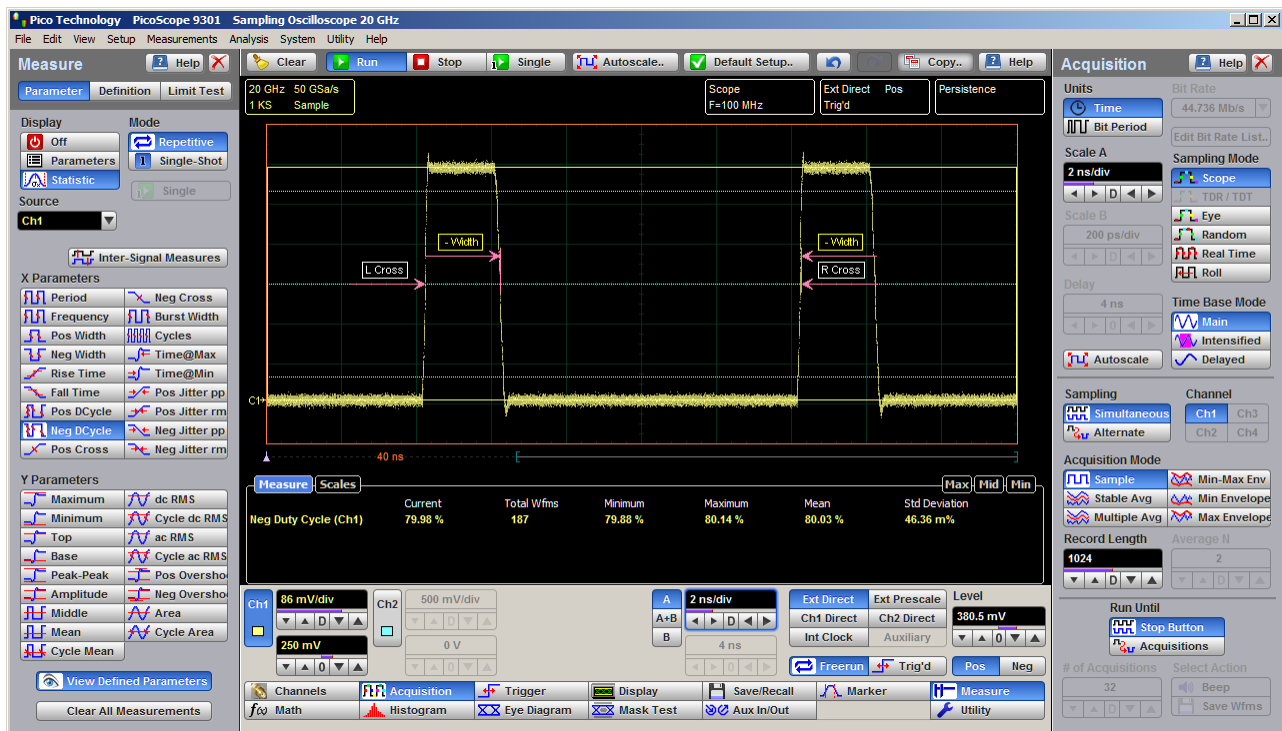 Pico Technology PicoScope 9301 Sampling Oscilloscope 20 GHz
File Edit View Setup Measurements Analysis System Utility Help
Measure
? Help
Parameter Definition Limit Test
Display
Off
Parameters
Statistic
Mode
Repetitive
1 Single-Shot
Single
Source
Ch1
Inter-Signal Measures
X Parameters
Period Neg Cross
Frequency Burst Width
Pos Width Cycles
Neg Width Time@Max
Rise Time Time@Min
Fall Time Pos Jitter pp
Pos DCycle Pos Jitter rm
Neg DCycle Neg Jitter pp
Pos Cross Neg Jitter rm
Y Parameters
Maximum dc RMS
Minimum Cycle dc RMS
Top ac RMS
Base Cycle ac RMS
Peak-Peak Pos Oversho
Amplitude Neg Oversho
Middle Area
Mean Cycle Area
Cycle Mean
View Defined Parameters
Clear All Measurements
Clear Run Stop Single Autoscale.. Default Setup.. Copy.. ? Help
20 GHz 50 GSa/s
1 KS Sample
Scope
F=100 MHz
Ext Direct Pos
Trig'd
Persistence
- Width
L Cross
- Width
R Cross
C1
40 ns
Measure Scales Max Mid Min
Current Total Wfms Minimum Maximum Mean Std Deviation
Neg Duty Cycle (Ch1) 79.98 % 187 79.88 % 80.14 % 80.03 % 46.36 m%
Ch1
86 mV/div
D
250 mV
0
Ch2
500 mV/div
D
0 V
0
A
A+B
B
2 ns/div
D
4 ns
0
Ext Direct Ext Prescale
Ch1 Direct Ch2 Direct
Int Clock Auxiliary
Freerun Trig'd
Level
380.5 mV
0
Pos Neg
Channels Acquisition Trigger Display Save/Recall Marker Measure
f(x) Math Histogram Eye Diagram Mask Test Aux In/Out Utility
Acquisition
? Help
Units
Time
Bit Period
Bit Rate
44.736 Mb/s
Edit Bit Rate List..
Scale A
2 ns/div
D
Scale B
200 ps/div
D
Delay
4 ns
0
Autoscale
Sampling Mode
Scope
TDR / TDT
Eye
Random
Real Time
Roll
Time Base Mode
Main
Intensified
Delayed
Sampling
Simultaneous
Alternate
Channel
Ch1 Ch3
Ch2 Ch4
Acquisition Mode
Sample Min-Max Env
Stable Avg Min Envelope
Multiple Avg Max Envelope
Record Length
1024
D
Average N
2
D
Run Until
Stop Button
Acquisitions
# of Acquisitions
32
D
Select Action
Beep
Save Wfms